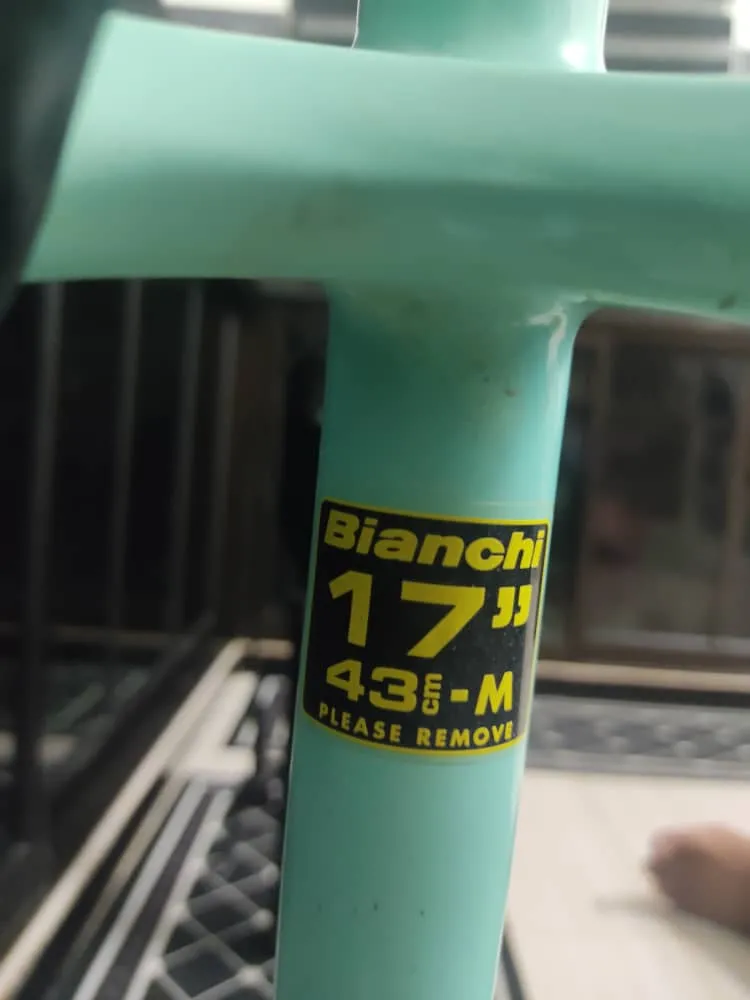 Bianchi
17”
43cm-M
PLEASE REMOVE